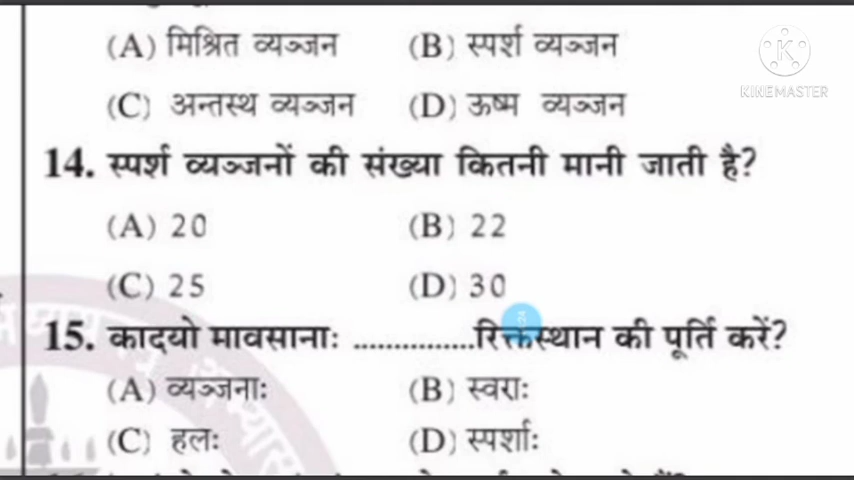 (A) मिश्रित व्यञ्जन (B) स्पर्श व्यञ्जन
K
KINEMASTER
(C) अन्तस्थ व्यञ्जन (D) ऊष्म व्यञ्जन
14. स्पर्श व्यञ्जनों की संख्या कितनी मानी जाती है?
(A) 20 (B) 22
(C) 25 (D) 30
15. कादयो मावसानाः ...............रिक्तस्थान की पूर्ति करें?
(A) व्यञ्जनाः (B) स्वराः
(C) हलः (D) स्पर्शाः